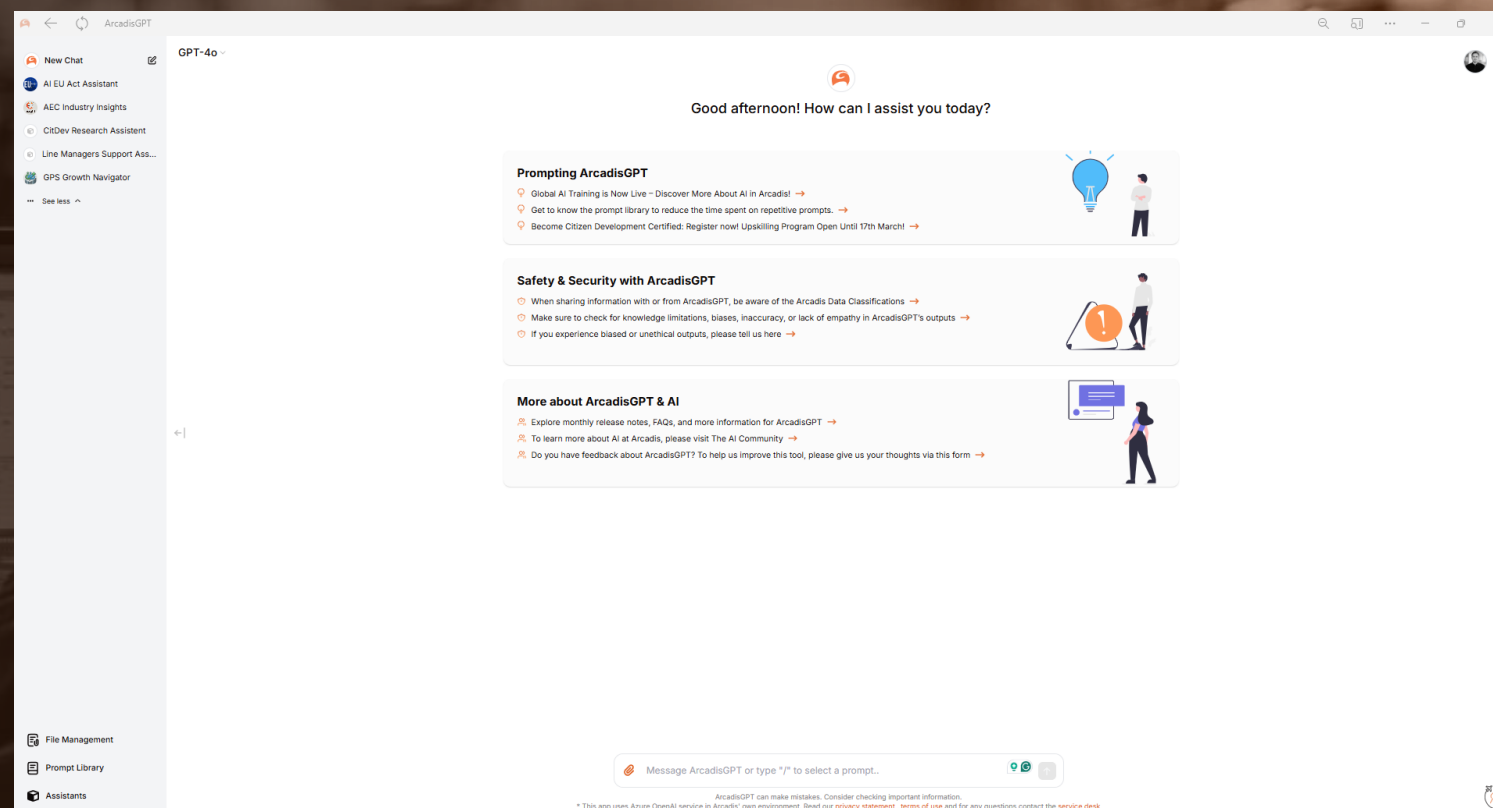 ArcadisGPT
New Chat
AI EU Act Assistant
AEC Industry Insights
CitDev Research Assistent
Line Managers Support Ass...
GPS Growth Navigator
See less
File Management
Prompt Library
Assistants
GPT-4o
Good afternoon! How can I assist you today?
Prompting ArcadisGPT
Global AI Training is Now Live – Discover More About AI in Arcadis! →
Get to know the prompt library to reduce the time spent on repetitive prompts. →
Become Citizen Development Certified: Register now! Upskilling Program Open Until 17th March! →
Safety & Security with ArcadisGPT
When sharing information with or from ArcadisGPT, be aware of the Arcadis Data Classifications →
Make sure to check for knowledge limitations, biases, inaccuracy, or lack of empathy in ArcadisGPT's outputs →
If you experience biased or unethical outputs, please tell us here →
More about ArcadisGPT & AI
Explore monthly release notes, FAQs, and more information for ArcadisGPT →
To learn more about AI at Arcadis, please visit The AI Community →
Do you have feedback about ArcadisGPT? To help us improve this tool, please give us your thoughts via this form →
Message ArcadisGPT or type "/" to select a prompt..
ArcadisGPT can make mistakes. Consider checking important information.
* This app uses Azure OpenAI service in Arcadis' own environment. Read our privacy statement, terms of use and for any questions contact the service desk